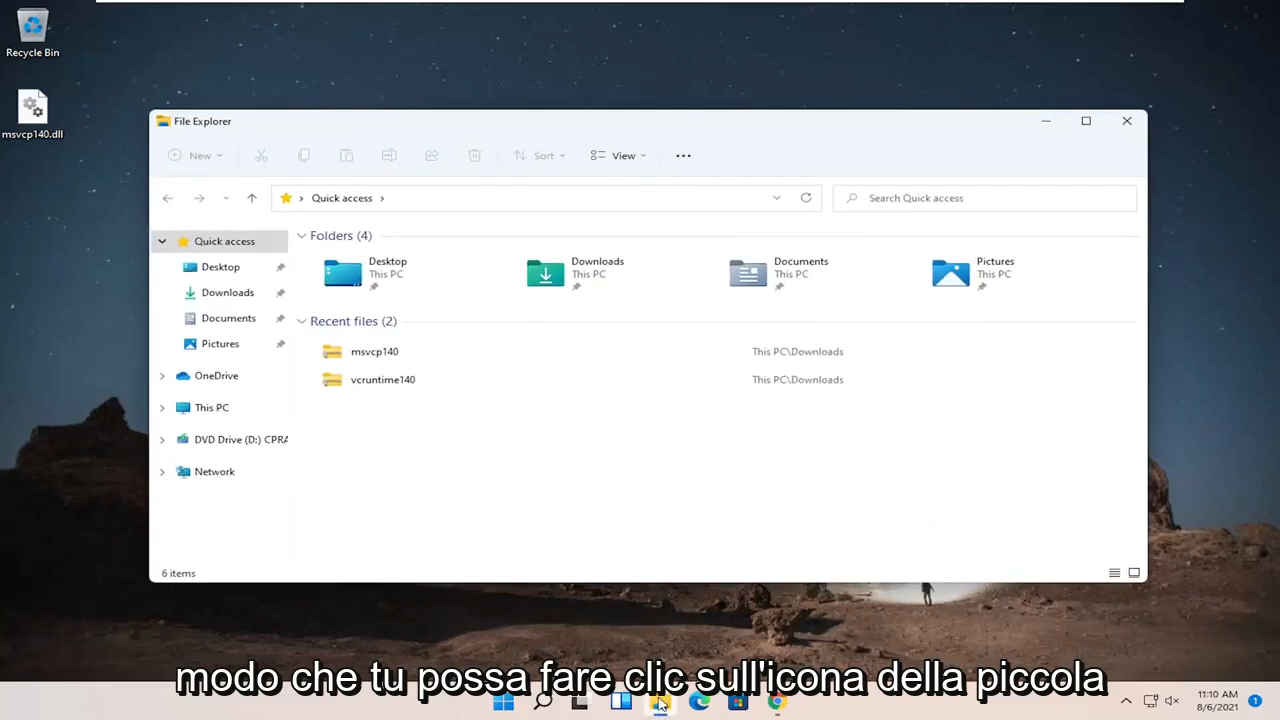 Recycle Bin
msvcp140.dll
File Explorer
New
Sort
View
Quick access
Search Quick access
Quick access
Desktop
Downloads
Documents
Pictures
OneDrive
This PC
DVD Drive (D:) CPRA
Network
Folders (4)
Desktop
This PC
Downloads
This PC
Documents
This PC
Pictures
This PC
Recent files (2)
msvcp140 This PC\Downloads
vcruntime140 This PC\Downloads
6 items
modo che tu possa fare clic sull'icona della piccola
11:10 AM
8/6/2021
1